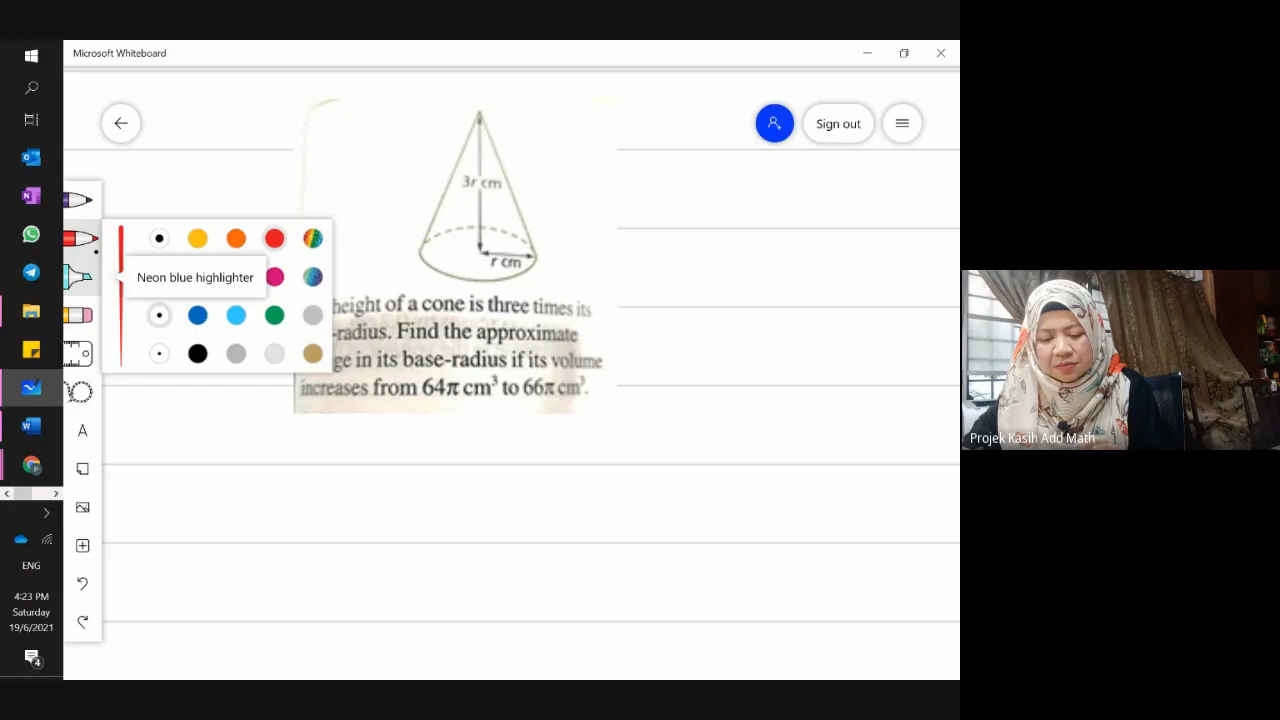 Microsoft Whiteboard
Sign out
3r cm
r cm
Neon blue highlighter
height of a cone is three times its
-radius. Find the approximate
ge in its base-radius if its volume
increases from 64π cm³ to 66π cm³.
A
ENG
4:23 PM
Saturday
19/6/2021
4
Projek Kasih Add Math